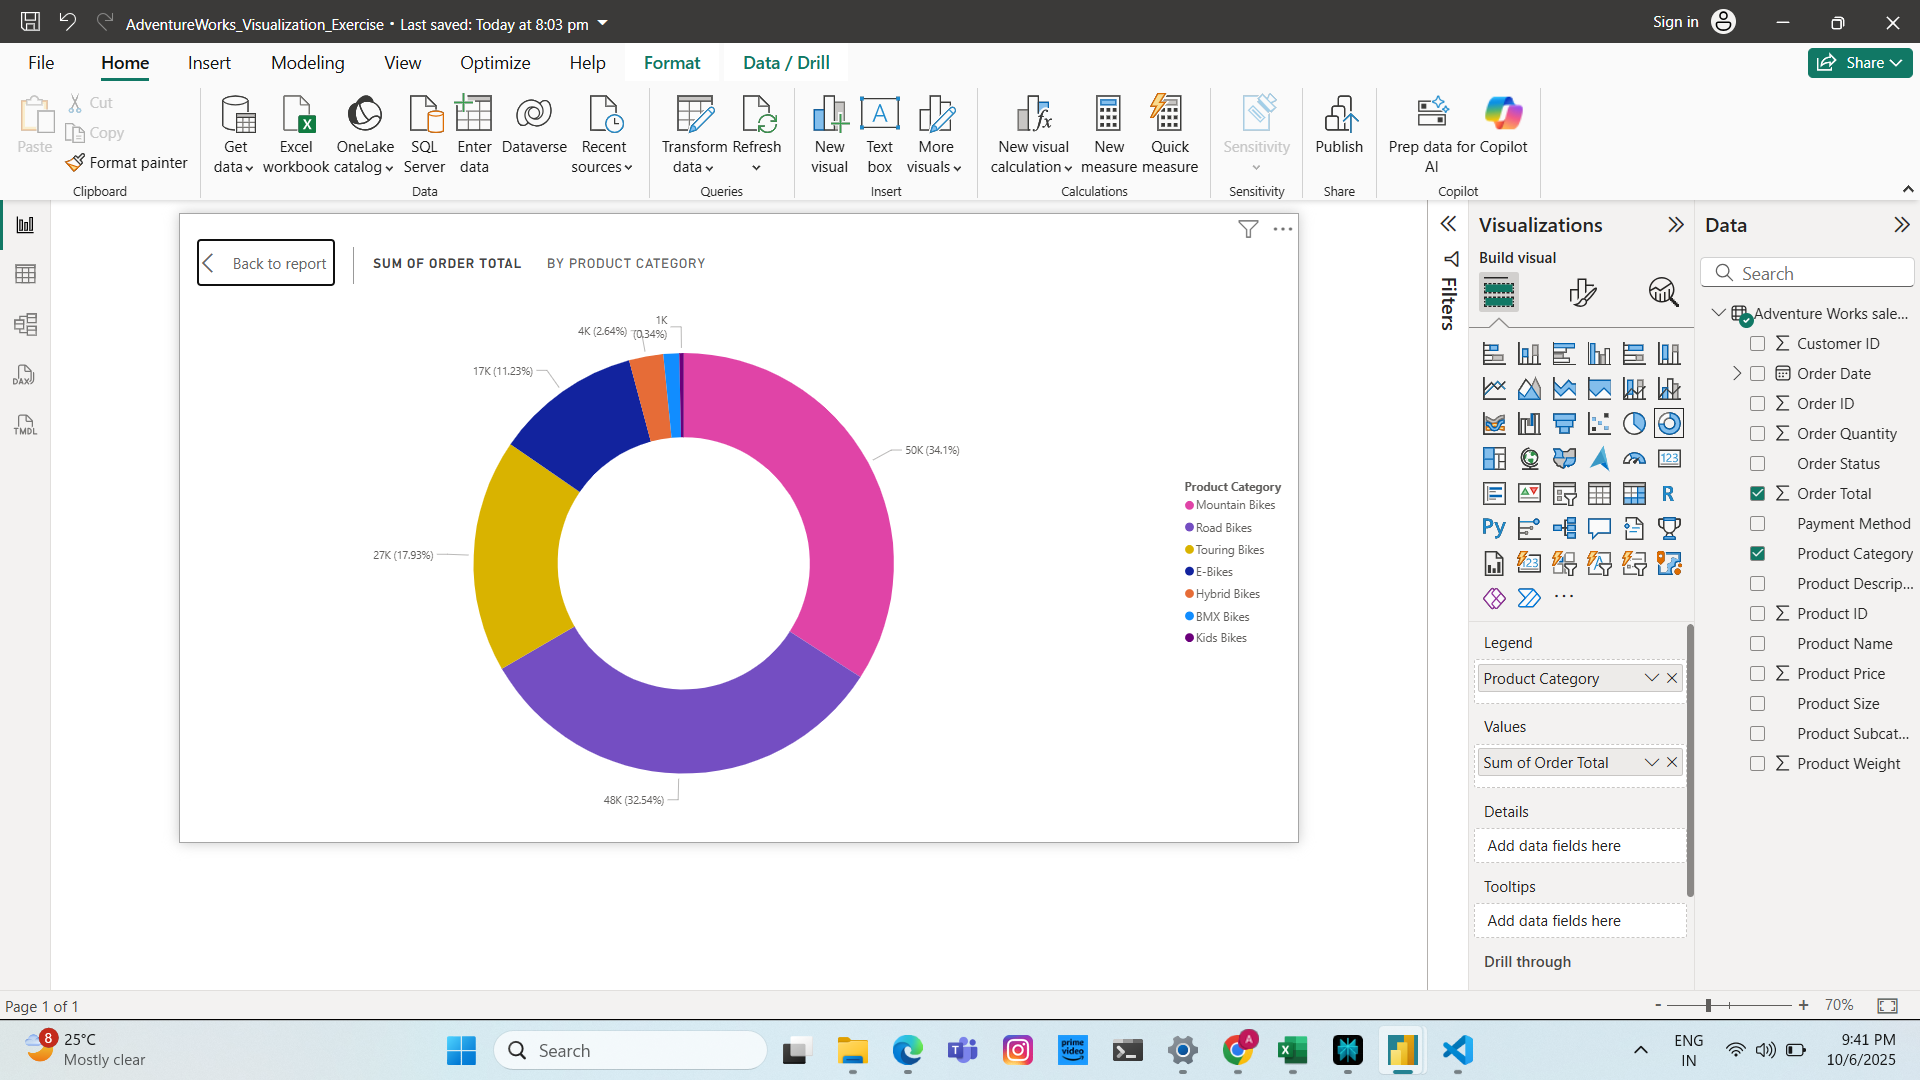 AdventureWorks_Visualization_Exercise • Last saved: Today at 8:03 pm
Sign in
File Home Insert Modeling View Optimize Help Format Data / Drill
Share
Paste
Cut
Copy
Format painter
Clipboard
Get data
Excel workbook
OneLake catalog
SQL Server
Enter data
Dataverse
Recent sources
Data
Transform data
Refresh
Queries
New visual
Text box
More visuals
Insert
New visual calculation
New measure
Quick measure
Calculations
Sensitivity
Sensitivity
Publish
Share
Prep data for AI
Copilot
Copilot
DAX
TMDL
Back to report
SUM OF ORDER TOTAL
BY PRODUCT CATEGORY
1K
(0.34%)
4K (2.64%)
17K (11.23%)
50K (34.1%)
27K (17.93%)
48K (32.54%)
Product Category
Mountain Bikes
Road Bikes
Touring Bikes
E-Bikes
Hybrid Bikes
BMX Bikes
Kids Bikes
Filters
Visualizations
Build visual
123
R
Py
123
Legend
Product Category
Values
Sum of Order Total
Details
Add data fields here
Tooltips
Add data fields here
Drill through
Data
Search
Adventure Works sale...
Customer ID
Order Date
Order ID
Order Quantity
Order Status
Order Total
Payment Method
Product Category
Product Descrip...
Product ID
Product Name
Product Price
Product Size
Product Subcat...
Product Weight
Page 1 of 1
- + 70%
8
25°C
Mostly clear
Search
prime video
A
ENG
IN
9:41 PM
10/6/2025